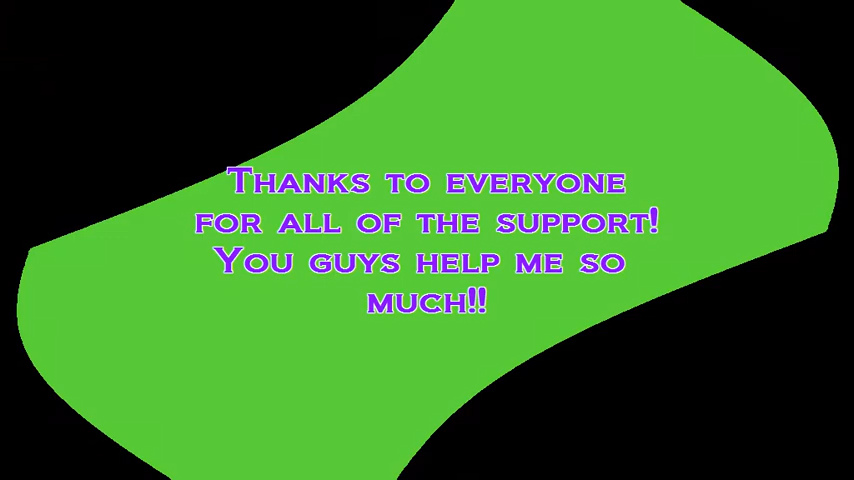 Thanks to everyone
for all of the support!
You guys help me so
much!!